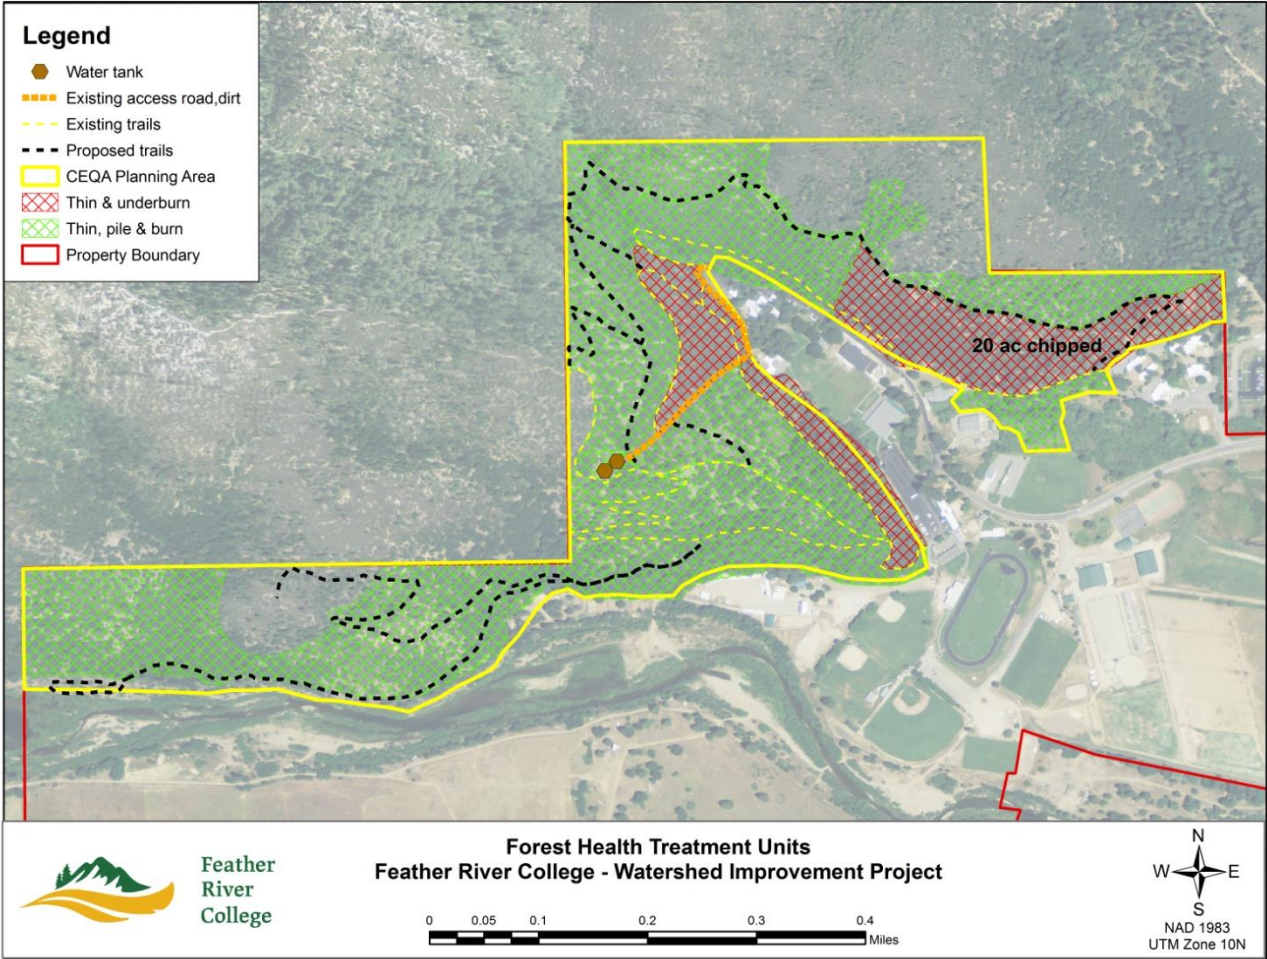 Legend
Water tank
Existing access road,dirt
Existing trails
Proposed trails
CEQA Planning Area
Thin & underburn
Thin, pile & burn
Property Boundary
20 ac chipped
Feather
River
College
Forest Health Treatment Units
Feather River College - Watershed Improvement Project
0 0.05 0.1 0.2 0.3 0.4
Miles
N
W E
S
NAD 1983
UTM Zone 10N